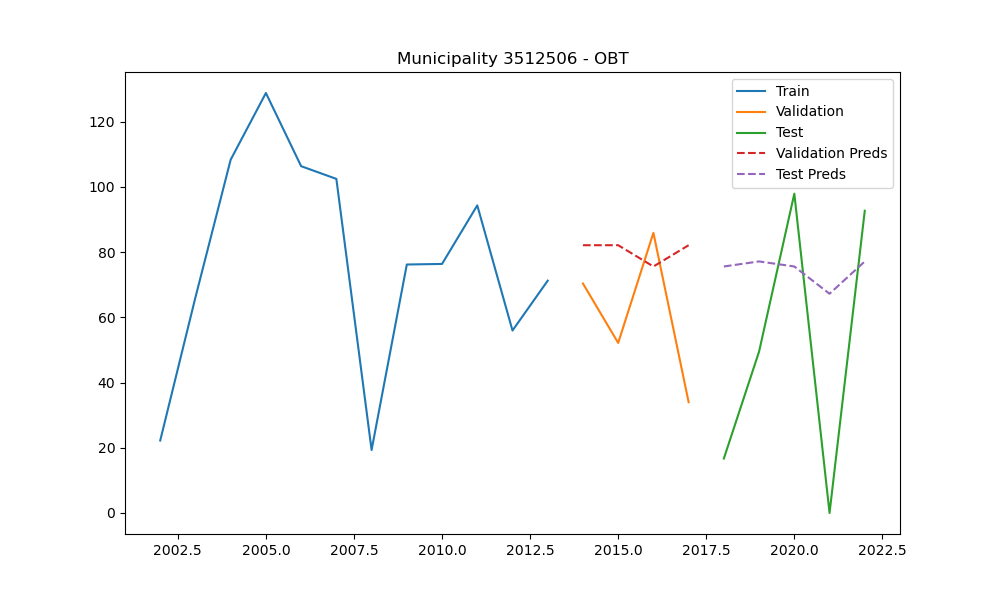 Municipality 3512506 - OBT
Train
Validation
Test
Validation Preds
Test Preds
120
100
80
60
40
20
0
2002.5 2005.0 2007.5 2010.0 2012.5 2015.0 2017.5 2020.0 2022.5